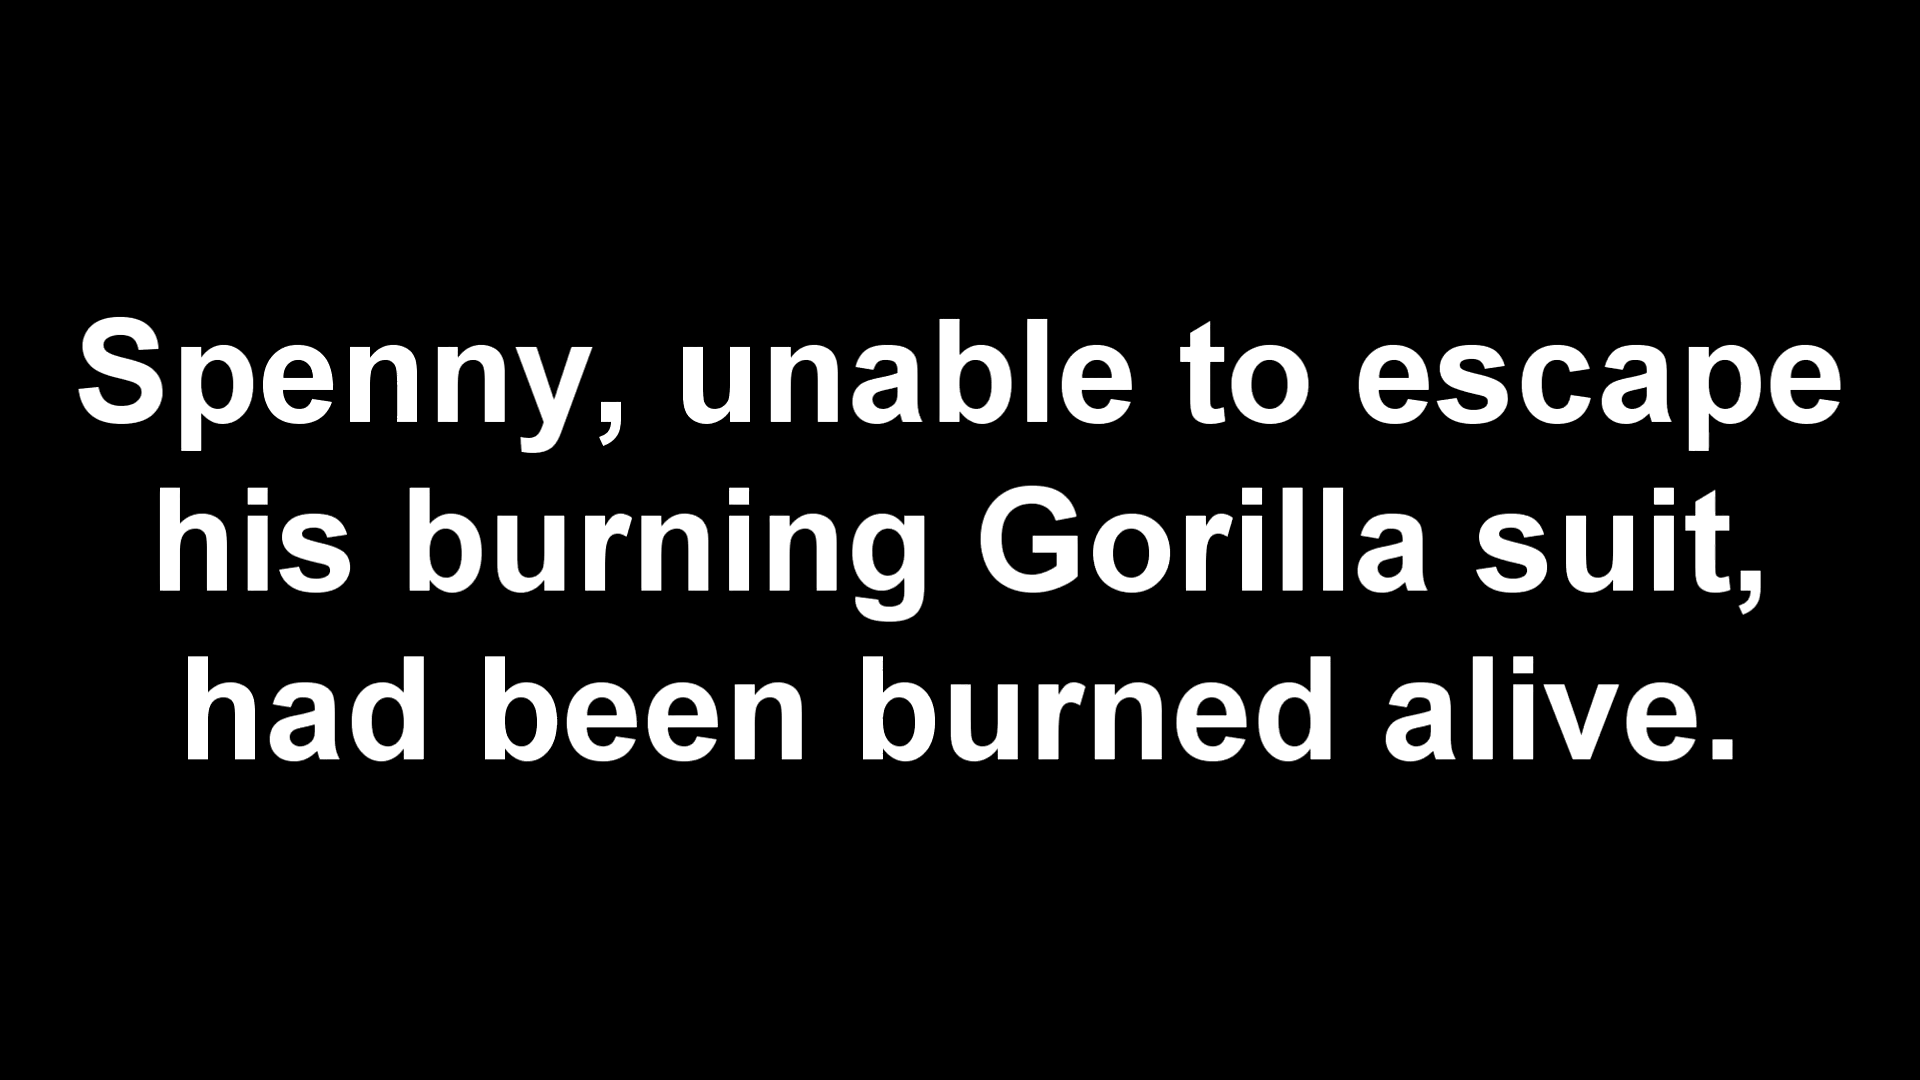 Spenny, unable to escape
his burning Gorilla suit,
had been burned alive.